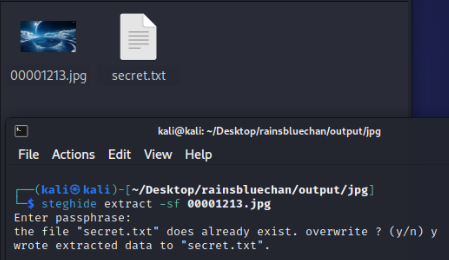 00001213.jpg
secret.txt
kali@kali: ~/Desktop/rainsbluechan/output/jpg
File Actions Edit View Help
┌──(kali㉿kali)-[~/Desktop/rainsbluechan/output/jpg]
└─$ steghide extract -sf 00001213.jpg
Enter passphrase:
the file "secret.txt" does already exist. overwrite ? (y/n) y
wrote extracted data to "secret.txt".